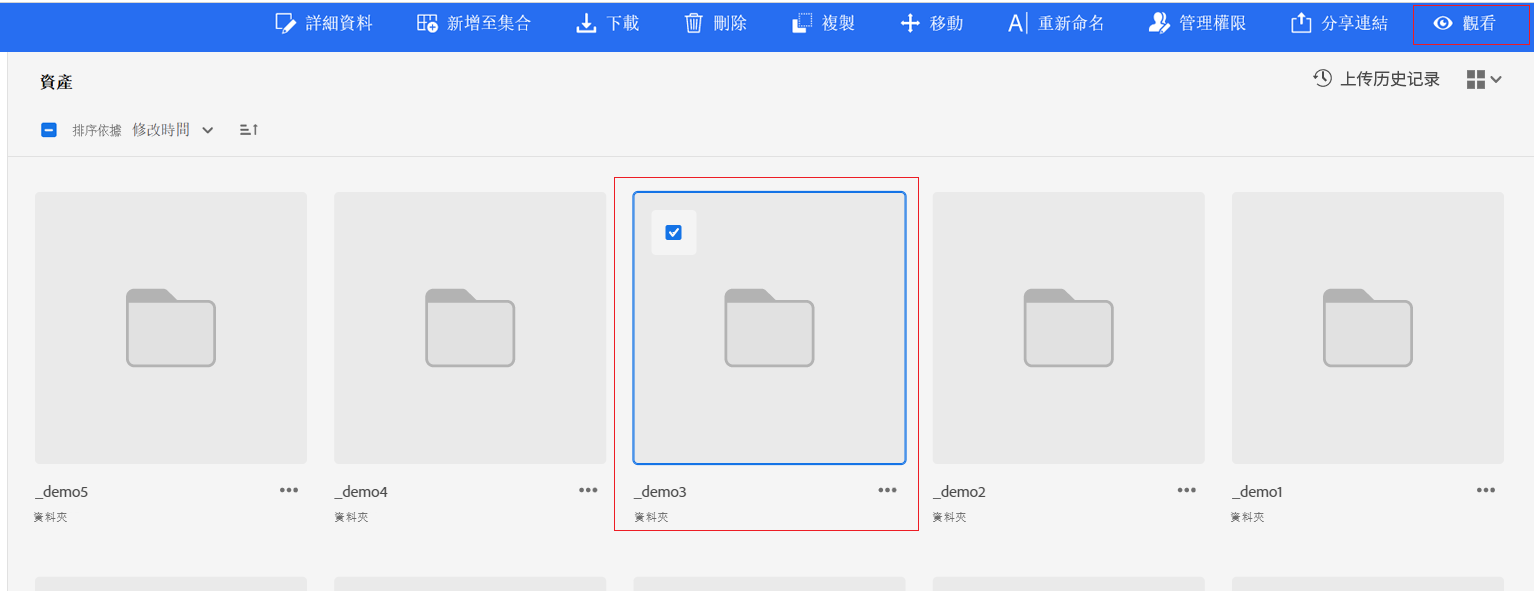 詳細資料 新增至集合 下載 刪除 複製 移動 重新命名 管理權限 分享連結 觀看
資產 上传历史记录
排序依據 修改時間
_demo5 _demo4 _demo3 _demo2 _demo1
資料夾 資料夾 資料夾 資料夾 資料夾